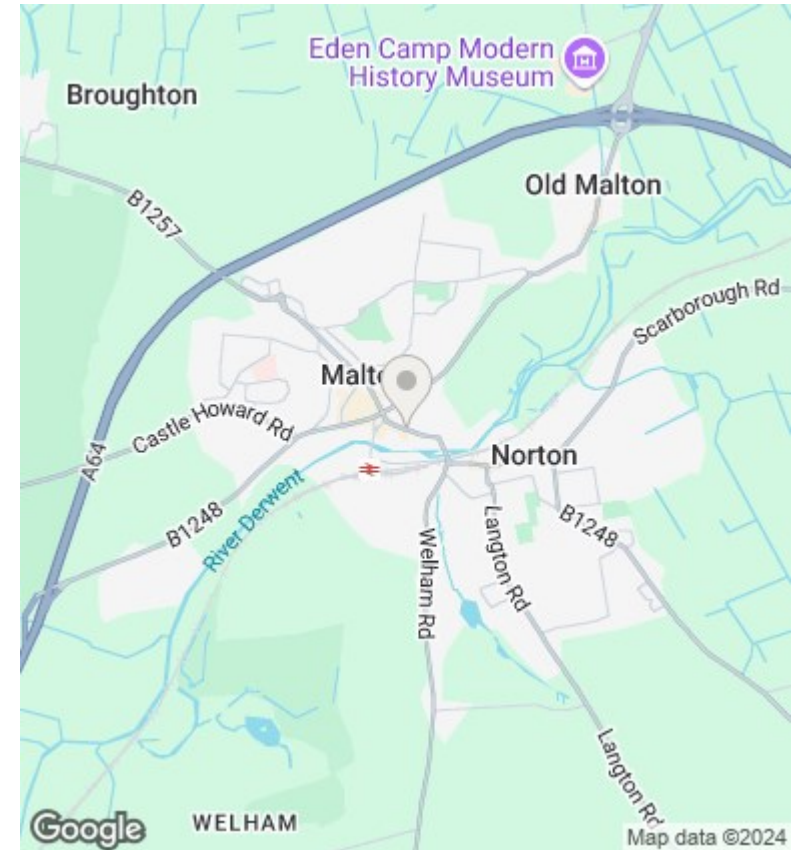 Eden Camp Modern
History Museum
Broughton
Old Malton
B1257
Scarborough Rd
Malto
Castle Howard Rd
A64
Norton
B1248
River Derwent
B1248
Langton Rd
Welham Rd
Langton Rd
WELHAM
Google
Map data ©2024